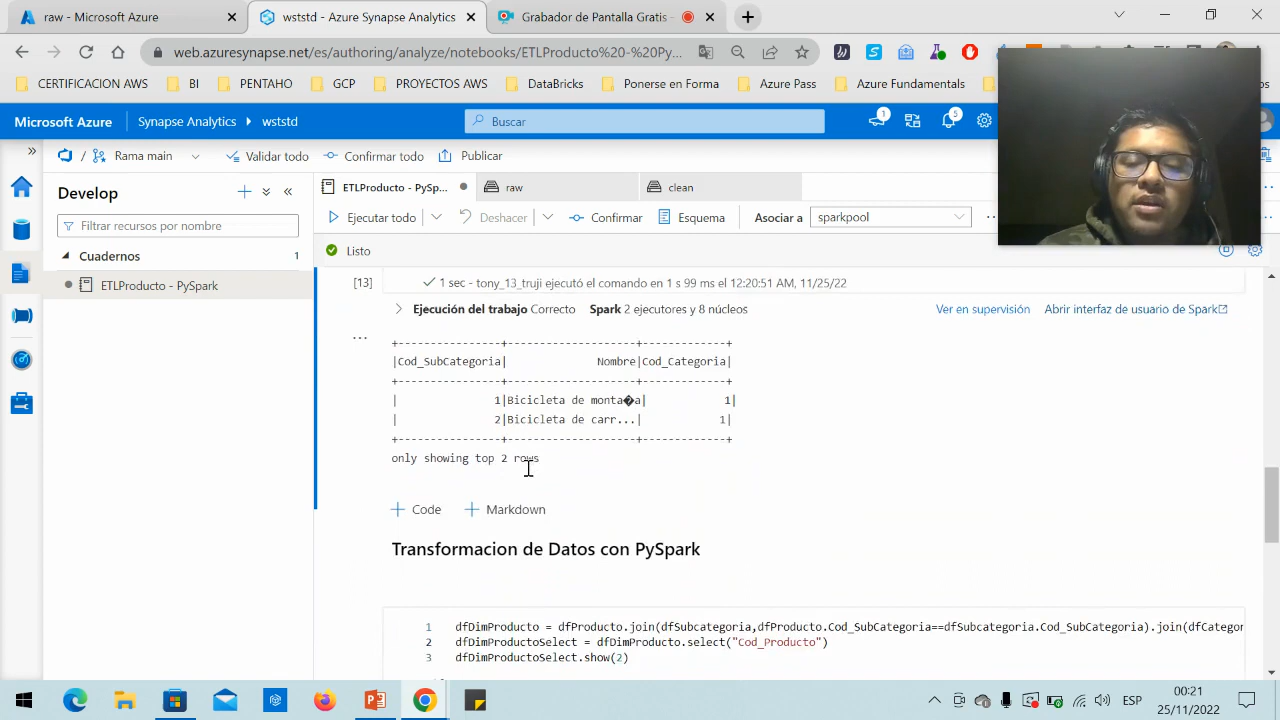 raw - Microsoft Azure
wststd - Azure Synapse Analytics
Grabador de Pantalla Gratis -
web.azuresynapse.net/es/authoring/analyze/notebooks/ETLProducto%20-%20Py...
CERTIFICACION AWS
BI
PENTAHO
GCP
PROYECTOS AWS
DataBricks
Ponerse en Forma
Azure Pass
Azure Fundamentals
Microsoft Azure
Synapse Analytics
wststd
Buscar
1
5
Rama main
Validar todo
Confirmar todo
Publicar
Develop
ETLProducto - PySp...
raw
clean
Filtrar recursos por nombre
Ejecutar todo
Deshacer
Confirmar
Esquema
Asociar a
sparkpool
Cuadernos
1
Listo
ETLProducto - PySpark
[13]
1 sec - tony_13_truji ejecutó el comando en 1 s 99 ms el 12:20:51 AM, 11/25/22
Ejecución del trabajo Correcto Spark 2 ejecutores y 8 núcleos
Ver en supervisión
Abrir interfaz de usuario de Spark
+---------------+-------------------+-------------+
|Cod_SubCategoria| Nombre|Cod_Categoria|
+---------------+-------------------+-------------+
| 1|Bicicleta de monta�a| 1|
| 2|Bicicleta de carr...| 1|
+---------------+-------------------+-------------+
only showing top 2 rows
Code
Markdown
Transformacion de Datos con PySpark
1 dfDimProducto = dfProducto.join(dfSubcategoria,dfProducto.Cod_SubCategoria==dfSubcategoria.Cod_SubCategoria).join(dfCategor
2 dfDimProductoSelect = dfDimProducto.select("Cod_Producto")
3 dfDimProductoSelect.show(2)
ESP
00:21
25/11/2022